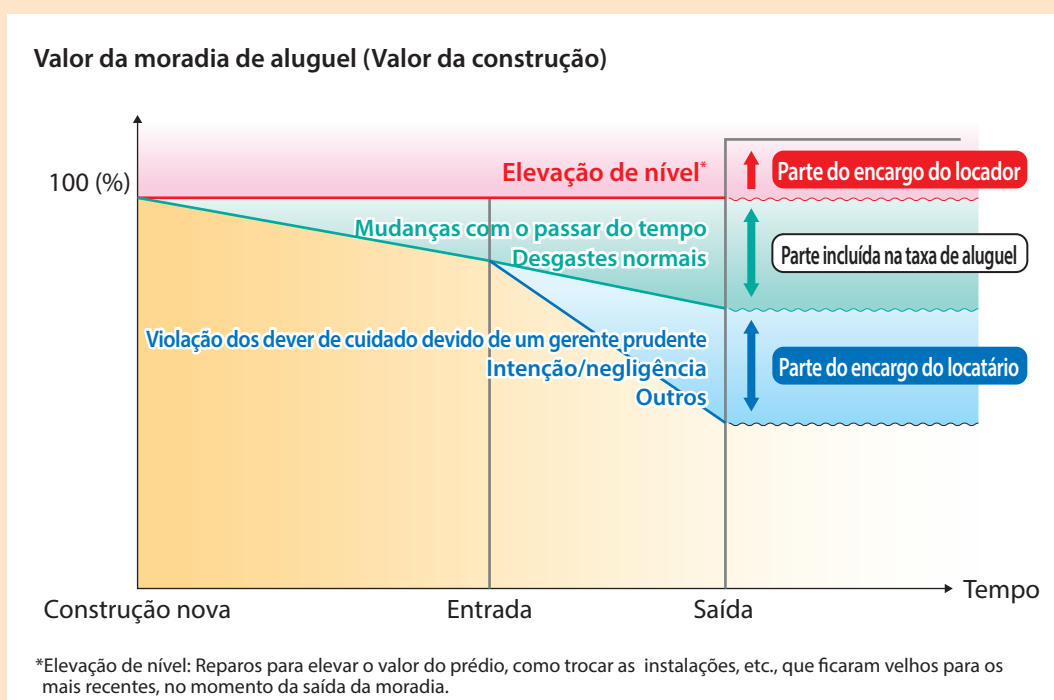 Valor da moradia de aluguel (Valor da construção)
100 (%)
Elevação de nível*
Parte do encargo do locador
Mudanças com o passar do tempo
Desgastes normais
Parte incluída na taxa de aluguel
Violação dos dever de cuidado devido de um gerente prudente
Intenção/negligência
Outros
Parte do encargo do locatário
Tempo
Construção nova
Entrada
Saída
*Elevação de nível: Reparos para elevar o valor do prédio, como trocar as instalações, etc., que ficaram velhos para os
mais recentes, no momento da saída da moradia.